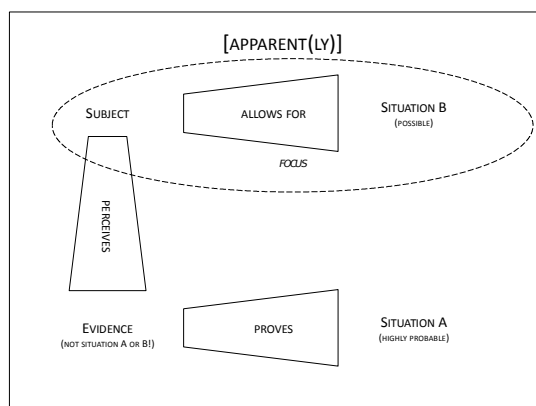 [APPARENT(LY)]
SUBJECT
ALLOWS FOR
SITUATION B
(POSSIBLE)
FOCUS
PERCEIVES
EVIDENCE
(NOT SITUATION A OR B!)
PROVES
SITUATION A
(HIGHLY PROBABLE)